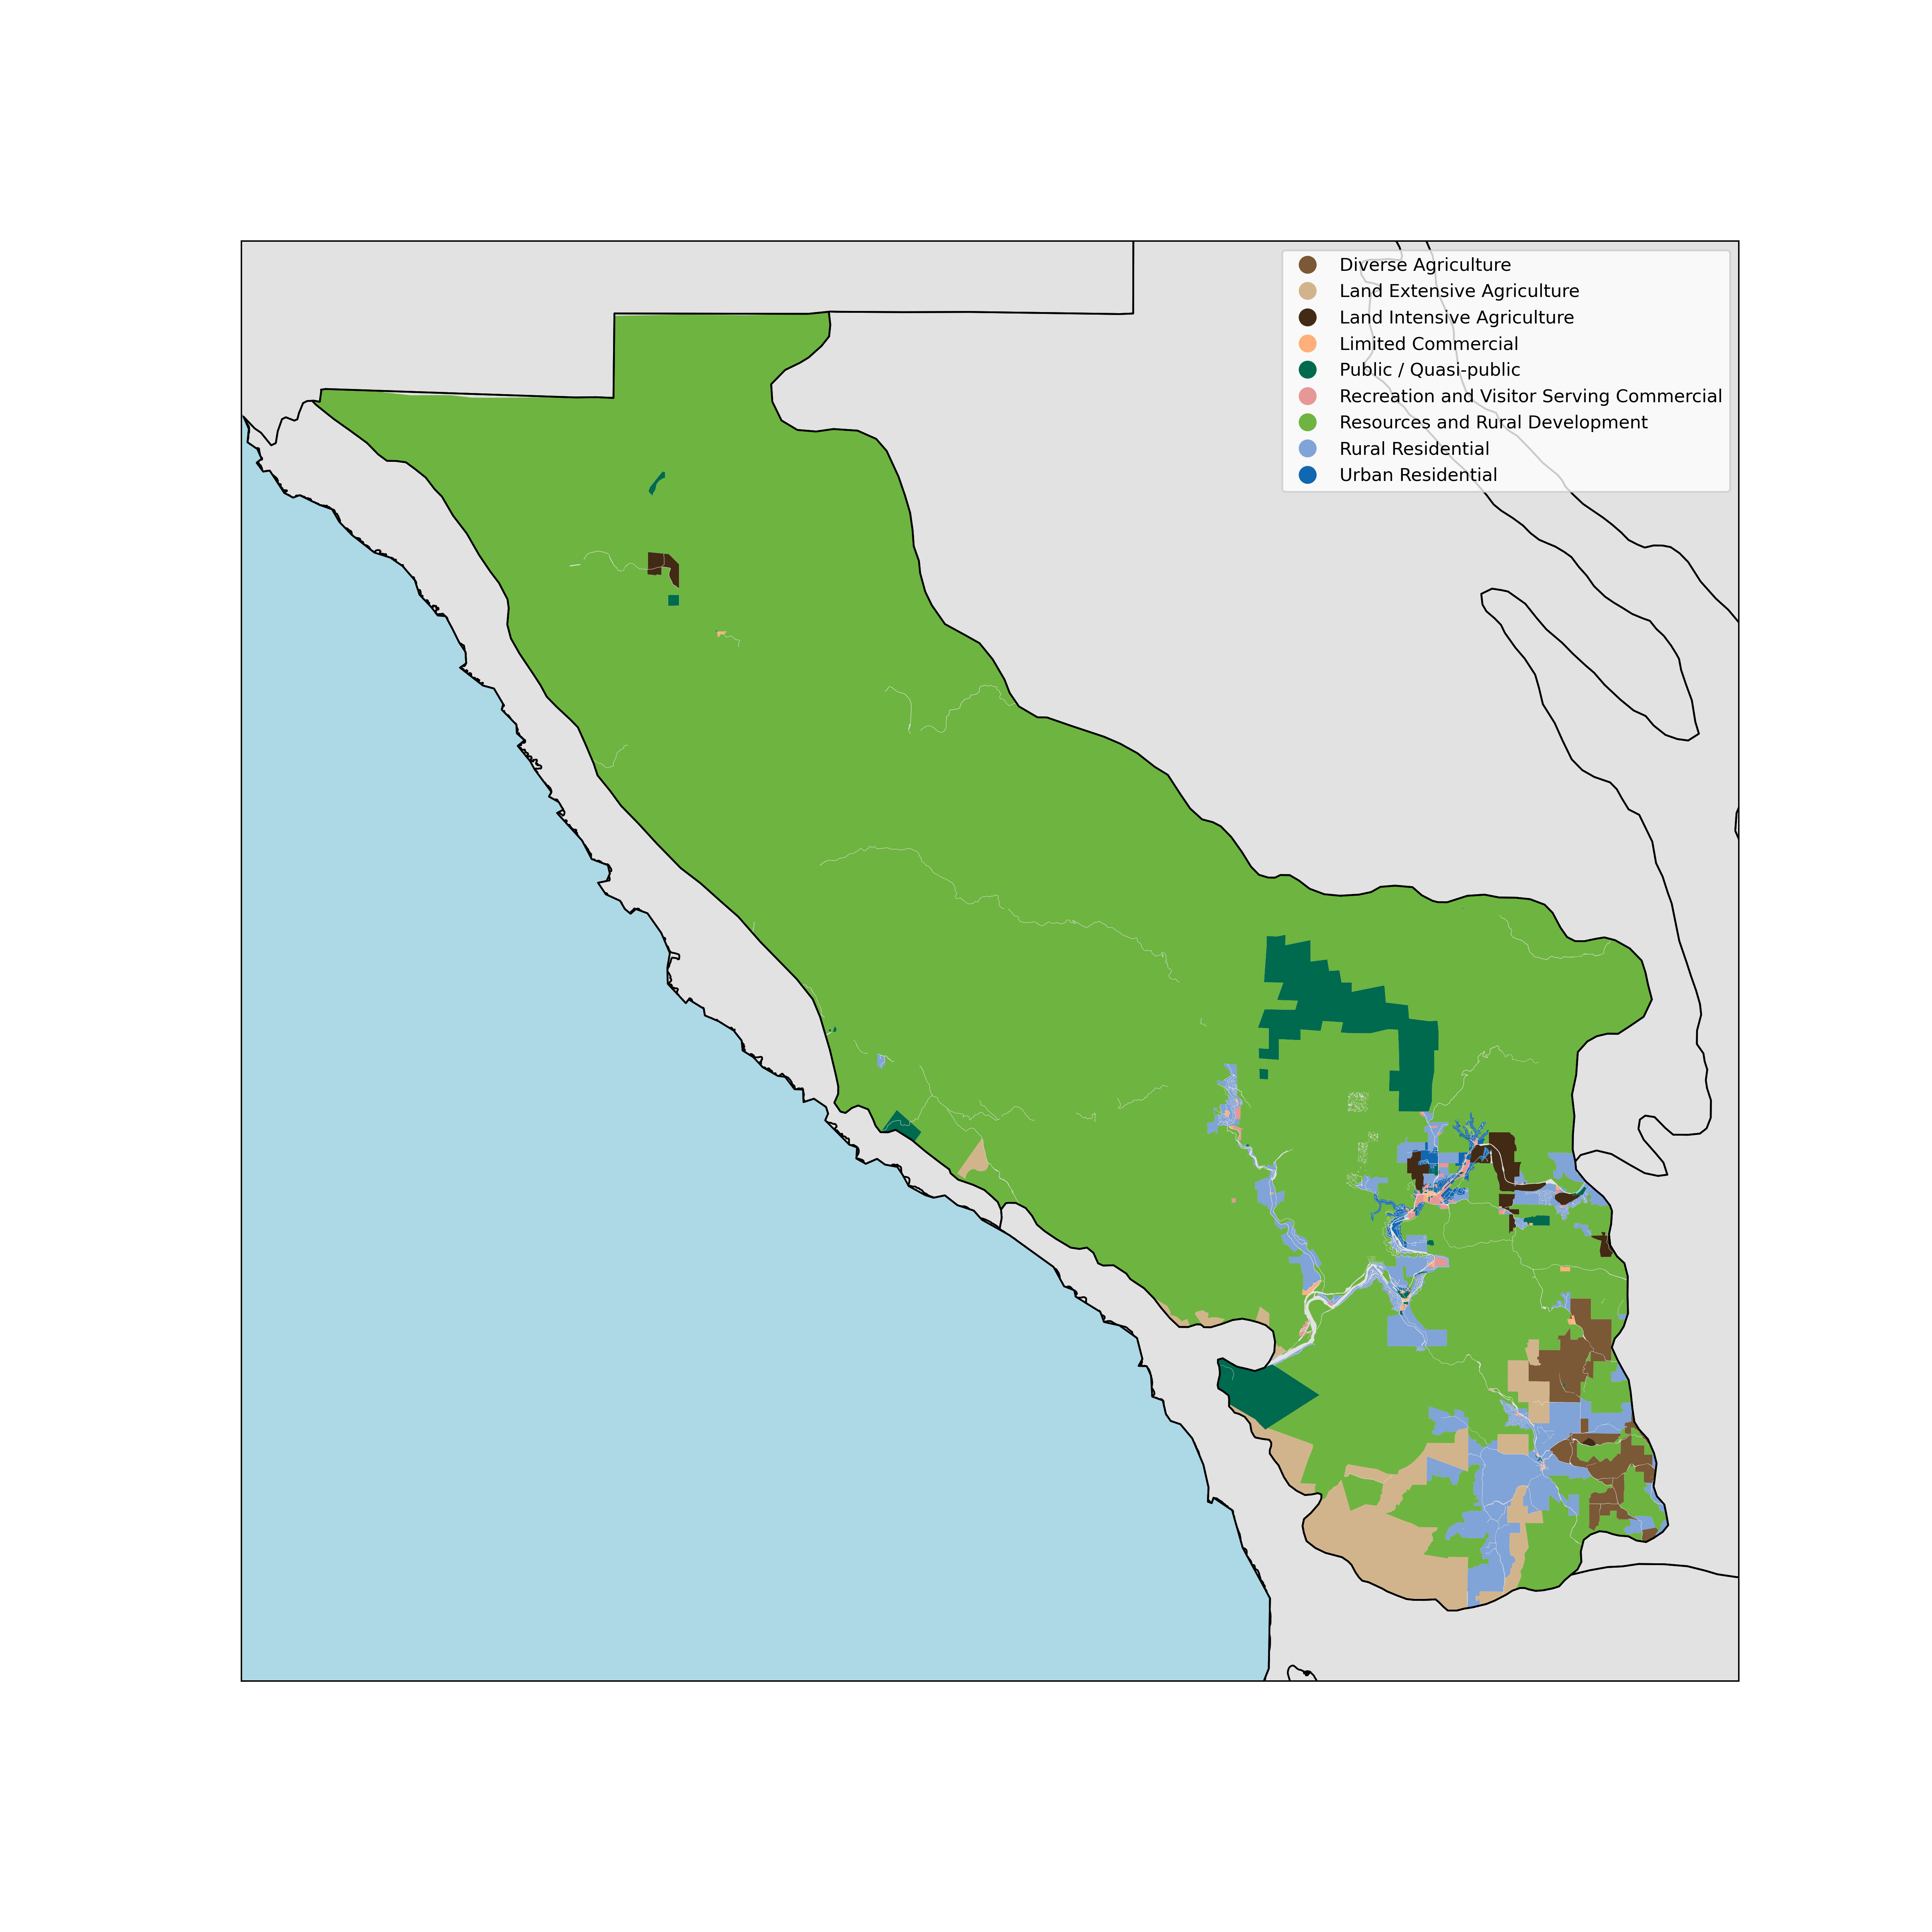 Diverse Agriculture
Land Extensive Agriculture
Land Intensive Agriculture
Limited Commercial
Public / Quasi-public
Recreation and Visitor Serving Commercial
Resources and Rural Development
Rural Residential
Urban Residential